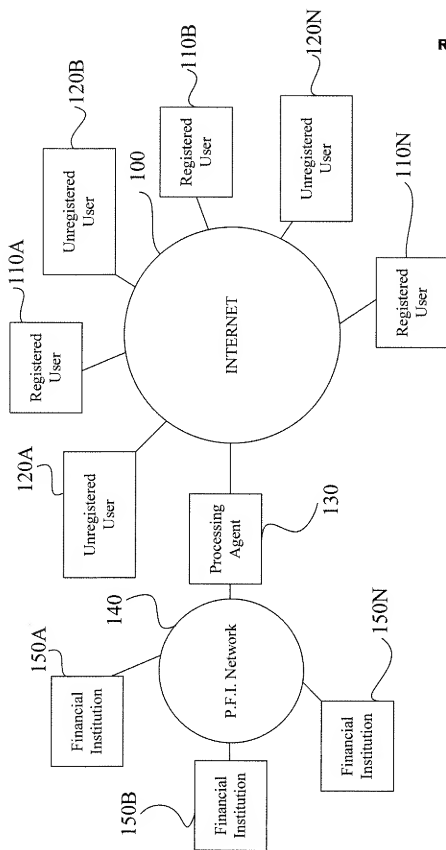 R
120B
Unregistered
User
110B
Registered
User
100
120N
Unregistered
User
110A
Registered
User
INTERNET
110N
Registered
User
120A
Unregistered
User
Processing
Agent
130
140
P.F.I. Network
150A
Financial
Institution
150B
Financial
Institution
150N
Financial
Institution